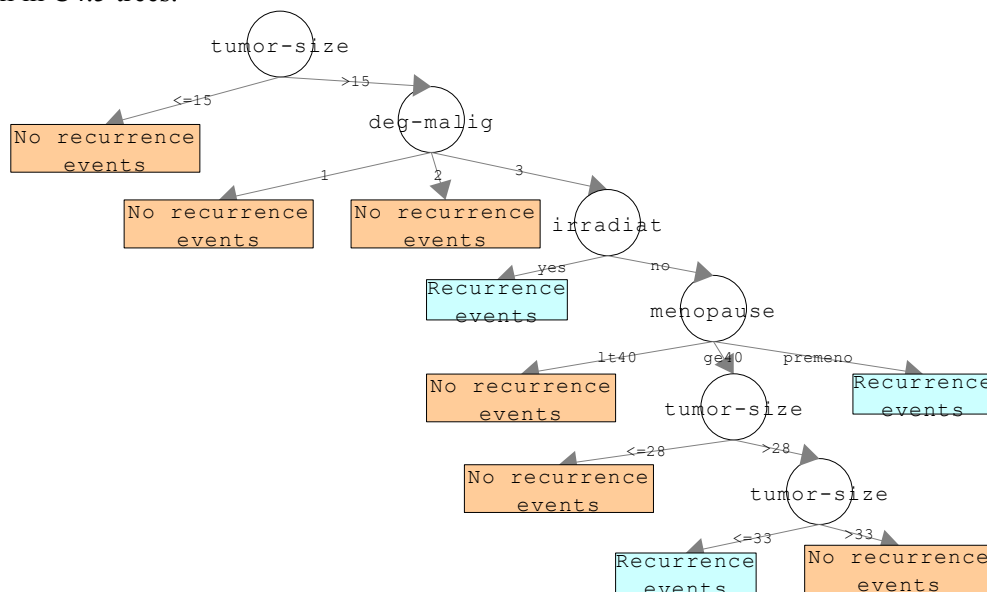 tumor-size
<=15
>15
No recurrence
events
deg-malig
1
2
3
No recurrence
events
No recurrence
events
irradiat
yes
no
Recurrence
events
menopause
lt40
ge40
premeno
No recurrence
events
tumor-size
Recurrence
events
<=28
>28
No recurrence
events
tumor-size
<=33
>33
Recurrence
events
No recurrence
events